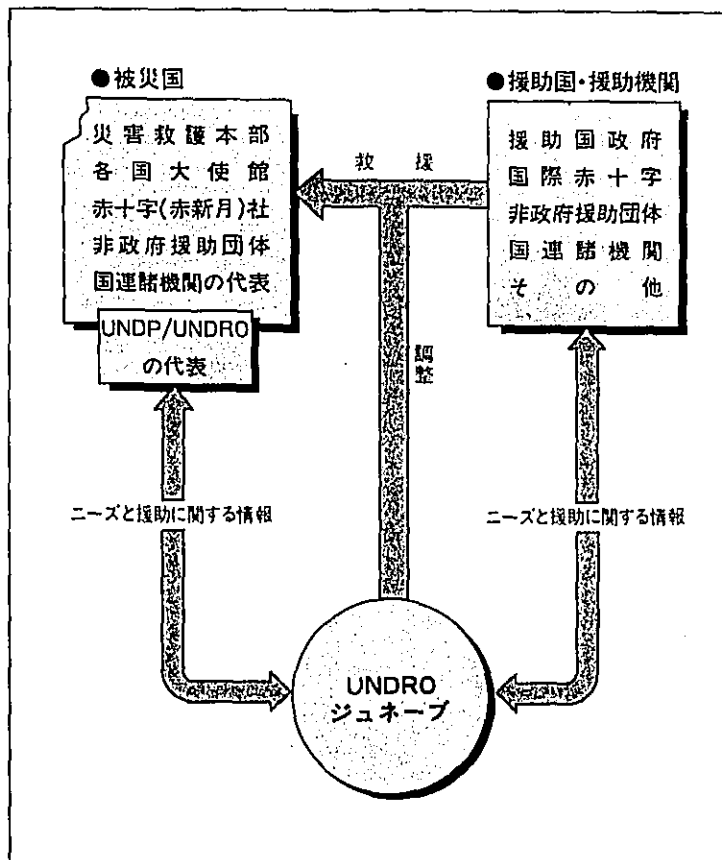 ●被災国
災害救護本部
各国大使館
赤十字(赤新月)社
非政府援助団体
国連諸機関の代表
UNDP/UNDRO
の代表
●援助国・援助機関
援助国政府
国際赤十字
非政府援助団体
国連諸機関
その他
救援
調整
ニーズと援助に関する情報
ニーズと援助に関する情報
UNDRO
ジュネーブ